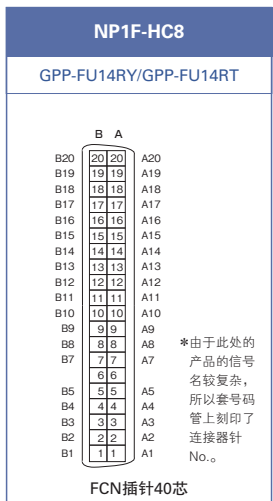 NP1F-HC8
GPP-FU14RY/GPP-FU14RT
B A
B20 20 20 A20
B19 19 19 A19
B18 18 18 A18
B17 17 17 A17
B16 16 16 A16
B15 15 15 A15
B14 14 14 A14
B13 13 13 A13
B12 12 12 A12
B11 11 11 A11
B10 10 10 A10
B9 9 9 A9
B8 8 8 A8
B7 7 7 A7
6 6
B5 5 5 A5
B4 4 4 A4
B3 3 3 A3
B2 2 2 A2
B1 1 1 A1
*由于此处的
产品的信号
名较复杂，
所以套号码
管上刻印了
连接器针
No.。
FCN插针40芯